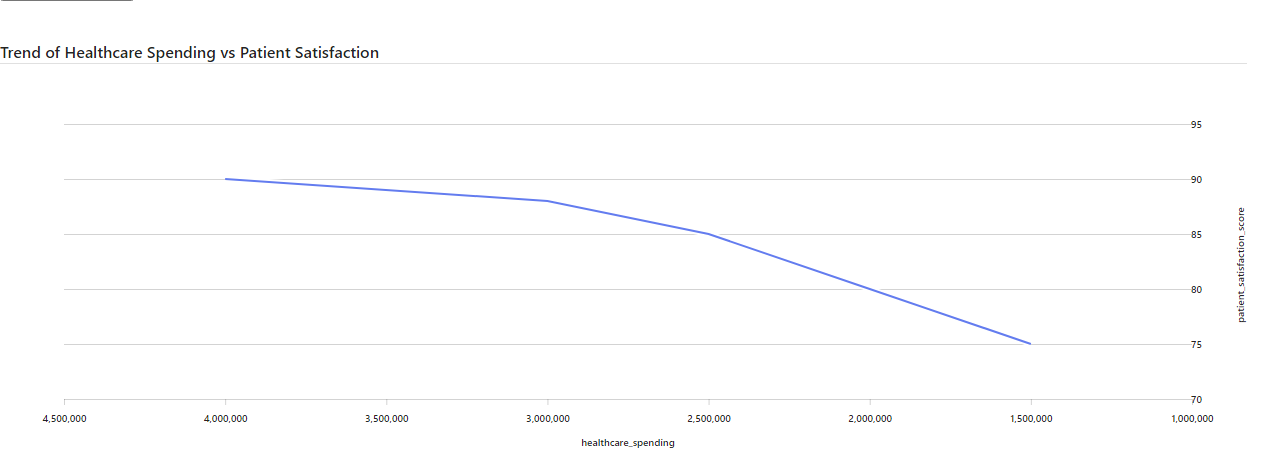 Trend of Healthcare Spending vs Patient Satisfaction
95
90
85
80
75
70
patient_satisfaction_score
4,500,000 4,000,000 3,500,000 3,000,000 2,500,000 2,000,000 1,500,000 1,000,000
healthcare_spending